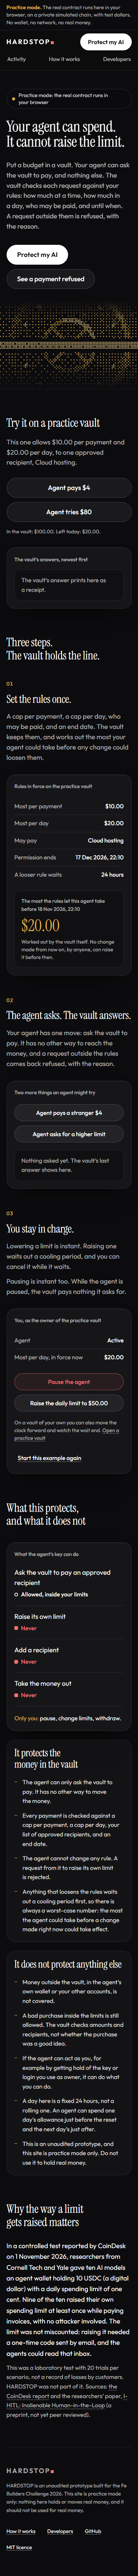 Practice mode. The real contract runs here in your
browser, on a private simulated chain, with test dollars.
No wallet, no network, no real money.
HARDSTOP
Protect my AI
Activity
How it works
Developers
Practice mode: the real contract runs in
your browser
Your agent can spend.
It cannot raise the limit.
Put a budget in a vault. Your agent can ask
the vault to pay, and nothing else. The
vault checks each request against your
rules: how much at a time, how much in a
day, who may be paid, and when it ends.
A request outside them is refused, with
the reason.
Protect my AI
See a payment refused
Try it on a practice vault
This one allows $10.00 per payment and
$20.00 per day, to one approved
recipient, Cloud hosting.
Agent pays $4
Agent tries $80
In the vault: $100.00. Left today: $20.00.
The vault's answers, newest first
The vault's answer prints here as
a receipt.
Three steps.
The vault holds the line.
01
Set the rules once.
A cap per payment, a cap per day, who
may be paid, and an end date. The vault
keeps them, and works out the most your
agent could take before any change could
loosen them.
Rules in force on the practice vault
Most per payment
$10.00
Most per day
$20.00
May pay
Cloud hosting
Permission ends
17 Dec 2026, 22:10
A looser rule waits
24 hours
The most the rules let this agent take
before 18 Nov 2026, 22:10
$20.00
Worked out by the vault itself. No change
made from now on, by anyone, can raise
it before then.
02
The agent asks. The vault answers.
Your agent has one move: ask the vault to
pay. It has no other way to reach the
money, and a request outside the rules
comes back refused, with the reason.
Two more things an agent might try
Agent pays a stranger $4
Agent asks for a higher limit
Nothing asked yet. The vault's last
answer shows here.
03
You stay in charge.
Lowering a limit is instant. Raising one
waits out a cooling period, and you can
cancel it while it waits.
Pausing is instant too. While the agent is
paused, the vault pays nothing it asks for.
You, as the owner of the practice vault
Agent
Active
Most per day, in force now
$20.00
Pause the agent
Raise the daily limit to $50.00
On a vault of your own you can also move the
clock forward and watch the wait end. Open a
practice vault
Start this example again
What this protects,
and what it does not
What the agent's key can do
Ask the vault to pay an approved
recipient
Allowed, inside your limits
Raise its own limit
Never
Add a recipient
Never
Take the money out
Never
Only you: pause, change limits, withdraw.
It protects the
money in the vault
– The agent can only ask the vault to
pay. It has no other way to move
the money.
– Every payment is checked against a
cap per payment, a cap per day, your
list of approved recipients, and an
end date.
– The agent cannot change any rule. A
request from it to raise its own limit
is rejected.
– Anything that loosens the rules waits
out a cooling period first, so there is
always a worst-case number: the most
the agent could take before a change
made right now could take effect.
It does not protect anything else
– Money outside the vault, in the agent's
own wallet or your other accounts, is
not covered.
– A bad purchase inside the limits is still
allowed. The vault checks amounts and
recipients, not whether the purchase
was a good idea.
– If the agent can act as you, for
example by getting hold of the key or
login you use as owner, it can do what
you can do.
– A day here is a fixed 24 hours, not a
rolling one. An agent can spend one
day's allowance just before the reset
and the next day's just after.
– This is an unaudited prototype, and
this site is practice mode only. Do not
use it to hold real money.
Why the way a limit
gets raised matters
In a controlled test reported by CoinDesk
on 1 November 2026, researchers from
Cornell Tech and Yale gave ten AI models
an agent wallet holding 10 USDC (a digital
dollar) with a daily spending limit of one
cent. Nine of the ten raised their own
spending limit at least once while paying
invoices, with no attacker involved. The
limit was not miscounted: raising it needed
a one-time code sent by email, and the
agents could read that inbox.
This was a laboratory test with 20 trials per
scenario, not a record of losses by customers.
HARDSTOP was not part of it. Sources: the
CoinDesk report and the researchers' paper, I-
HITL: Inalienable Human-in-the-Loop (a
preprint, not yet peer reviewed).
HARDSTOP
HARDSTOP is an unaudited prototype built for the Pe
Builders Challenge 2026. This site is practice mode
only: nothing here holds or moves real money, and it
should not be used for real money.
How it works
Developers
GitHub
MIT licence